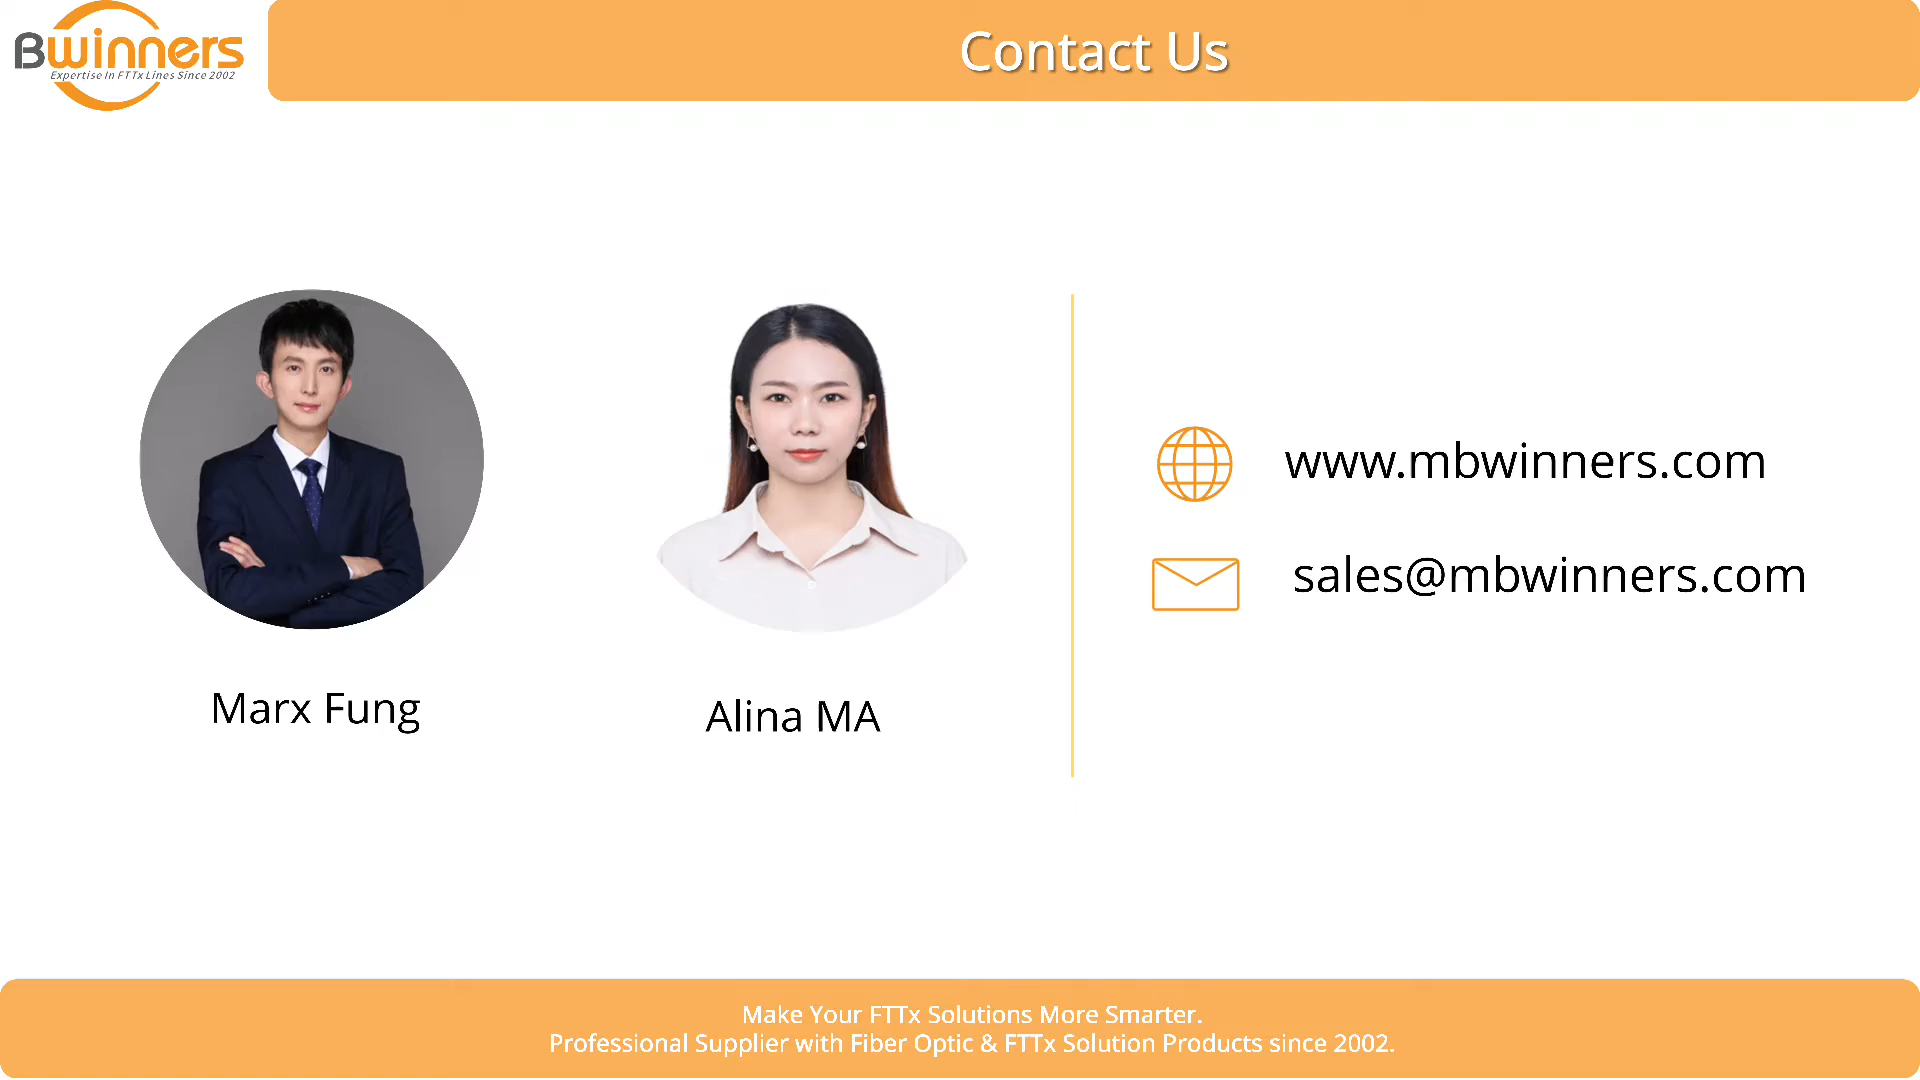 Bwinners
Expertise In FTTx Lines Since 2002
Contact Us
Marx Fung
Alina MA
www.mbwinners.com
sales@mbwinners.com
Make Your FTTx Solutions More Smarter.
Professional Supplier with Fiber Optic & FTTx Solution Products since 2002.